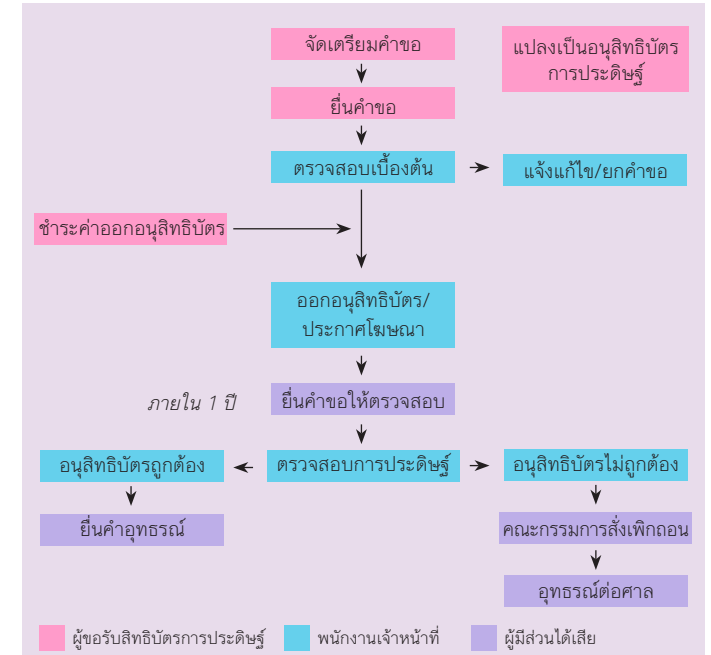 จัดเตรียมคำขอ
แปลงเป็นอนุสิทธิบัตร
การประดิษฐ์
ยื่นคำขอ
ตรวจสอบเบื้องต้น
แจ้งแก้ไข/ยกคำขอ
ชำระค่าออกอนุสิทธิบัตร
ออกอนุสิทธิบัตร/
ประกาศโฆษณา
ภายใน 1 ปี
ยื่นคำขอให้ตรวจสอบ
อนุสิทธิบัตรถูกต้อง
ตรวจสอบการประดิษฐ์
อนุสิทธิบัตรไม่ถูกต้อง
ยื่นคำอุทธรณ์
คณะกรรมการสั่งเพิกถอน
อุทธรณ์ต่อศาล
ผู้ขอรับสิทธิบัตรการประดิษฐ์
พนักงานเจ้าหน้าที่
ผู้มีส่วนได้เสีย